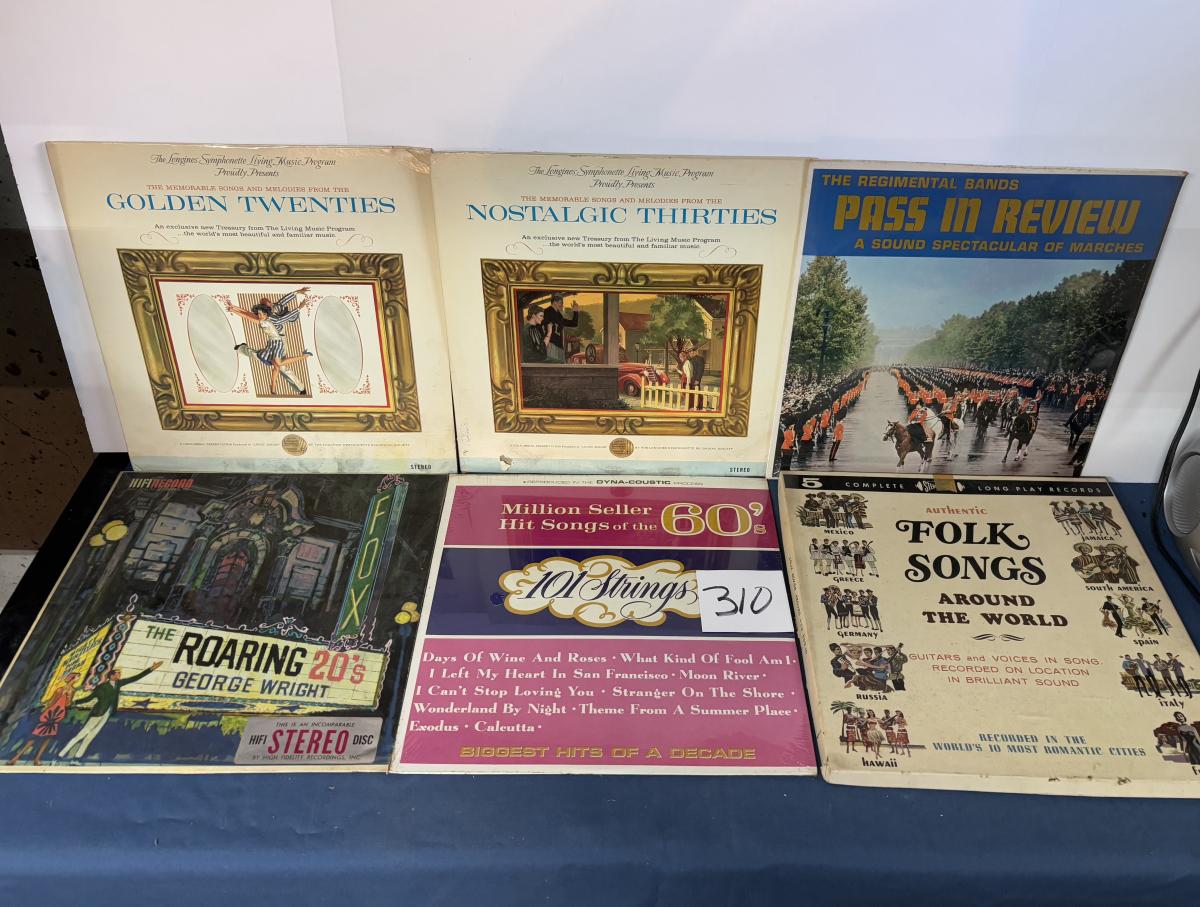 The Longines Symphonette Living Music Program
Proudly Presents
THE MEMORABLE SONGS AND MELODIES FROM THE
GOLDEN TWENTIES
An exclusive new Treasury from The Living Music Program
...the world's most beautiful and familiar music.
STEREO
The Longines Symphonette Living Music Program
Proudly Presents
THE MEMORABLE SONGS AND MELODIES FROM THE
NOSTALGIC THIRTIES
An exclusive new Treasury from The Living Music Program
...the world's most beautiful and familiar music.
STEREO
THE REGIMENTAL BANDS
PASS IN REVIEW
A SOUND SPECTACULAR OF MARCHES
HIFIRECORD
FOX
THE
ROARING 20's
GEORGE WRIGHT
THIS IS AN INCOMPARABLE
HIFI STEREO DISC
BY HIGH FIDELITY RECORDINGS, INC.
REPRODUCED IN THE DYNA-COUSTIC PROCESS
Million Seller
Hit Songs of the 60's
101 Strings
310
Days Of Wine And Roses · What Kind Of Fool Am I ·
I Left My Heart In San Francisco · Moon River ·
I Can't Stop Loving You · Stranger On The Shore ·
Wonderland By Night · Theme From A Summer Place ·
Exodus · Calcutta ·
BIGGEST HITS OF A DECADE
5 COMPLETE LONG PLAY RECORDS
AUTHENTIC
FOLK
SONGS
AROUND
THE WORLD
GUITARS and VOICES IN SONG.
RECORDED ON LOCATION
IN BRILLIANT SOUND
RECORDED IN THE
WORLD'S 10 MOST ROMANTIC CITIES
MEXICO
GREECE
GERMANY
RUSSIA
HAWAII
JAMAICA
SOUTH AMERICA
SPAIN
ITALY